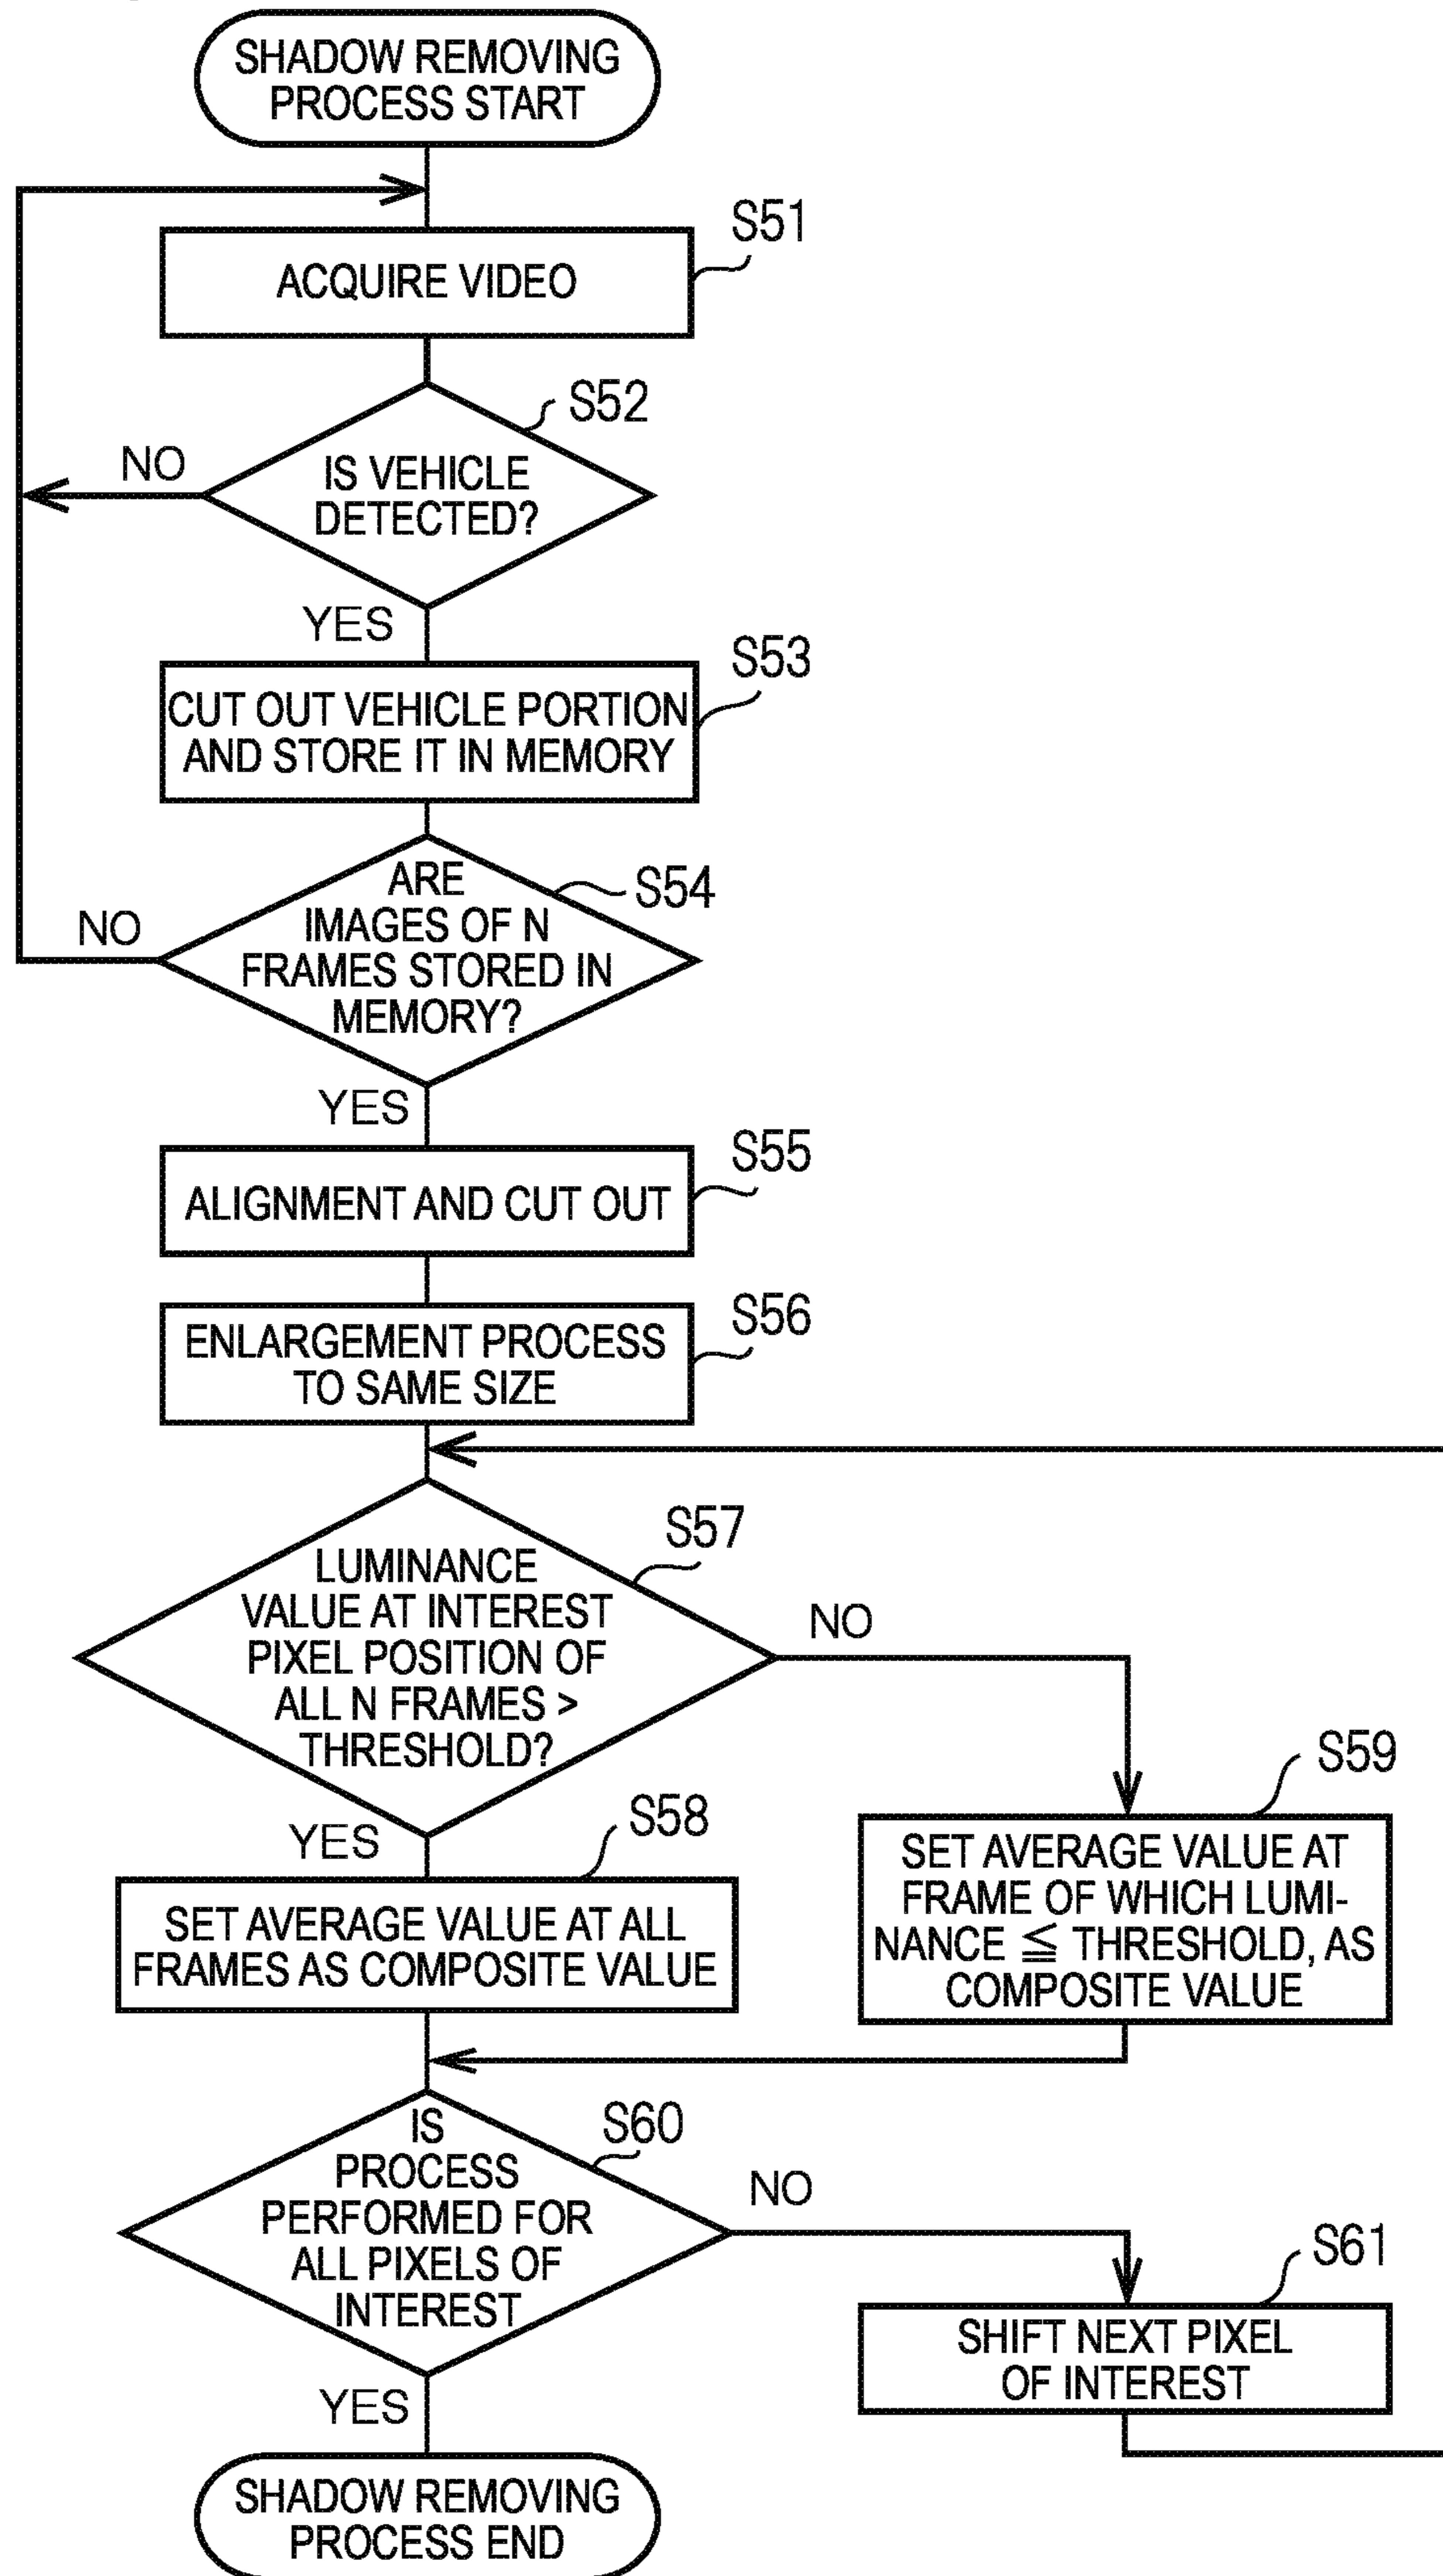 SHADOW REMOVING
PROCESS START
S51
ACQUIRE VIDEO
S52
NO
IS VEHICLE
DETECTED?
YES
S53
CUT OUT VEHICLE PORTION
AND STORE IT IN MEMORY
S54
ARE
IMAGES OF N
FRAMES STORED IN
MEMORY?
NO
YES
S55
ALIGNMENT AND CUT OUT
S56
ENLARGEMENT PROCESS
TO SAME SIZE
S57
LUMINANCE
VALUE AT INTEREST
PIXEL POSITION OF
ALL N FRAMES >
THRESHOLD?
NO
YES
S58
SET AVERAGE VALUE AT ALL
FRAMES AS COMPOSITE VALUE
S59
SET AVERAGE VALUE AT
FRAME OF WHICH LUMI-
NANCE ≦ THRESHOLD, AS
COMPOSITE VALUE
S60
IS
PROCESS
PERFORMED FOR
ALL PIXELS OF
INTEREST
NO
YES
S61
SHIFT NEXT PIXEL
OF INTEREST
SHADOW REMOVING
PROCESS END